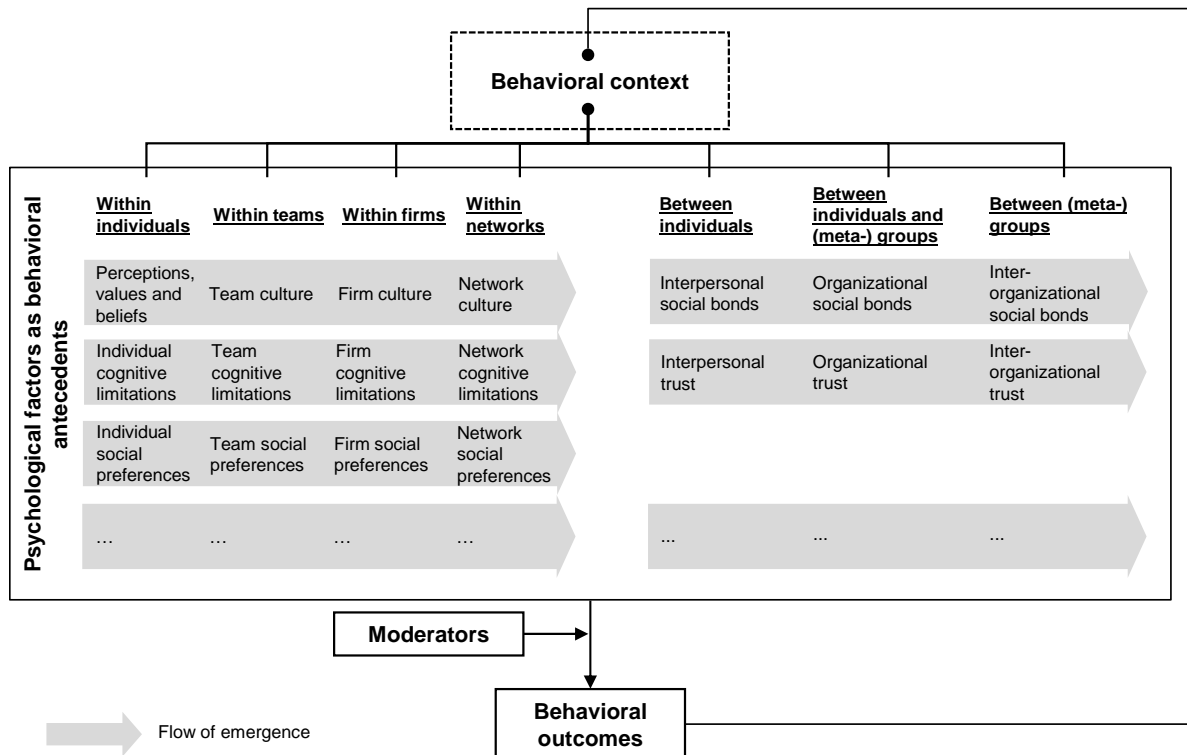 Behavioral context
Psychological factors as behavioral
antecedents
Within
individuals
Within teams
Within firms
Within
networks
Between
individuals
Between
individuals and
(meta-) groups
Between (meta-)
groups
Perceptions,
values and
beliefs
Team culture
Firm culture
Network
culture
Interpersonal
social bonds
Organizational
social bonds
Inter-
organizational
social bonds
Individual
cognitive
limitations
Team
cognitive
limitations
Firm
cognitive
limitations
Network
cognitive
limitations
Interpersonal
trust
Organizational
trust
Inter-
organizational
trust
Individual
social
preferences
Team social
preferences
Firm social
preferences
Network
social
preferences
…
…
…
…
...
...
...
Moderators
Behavioral
outcomes
Flow of emergence